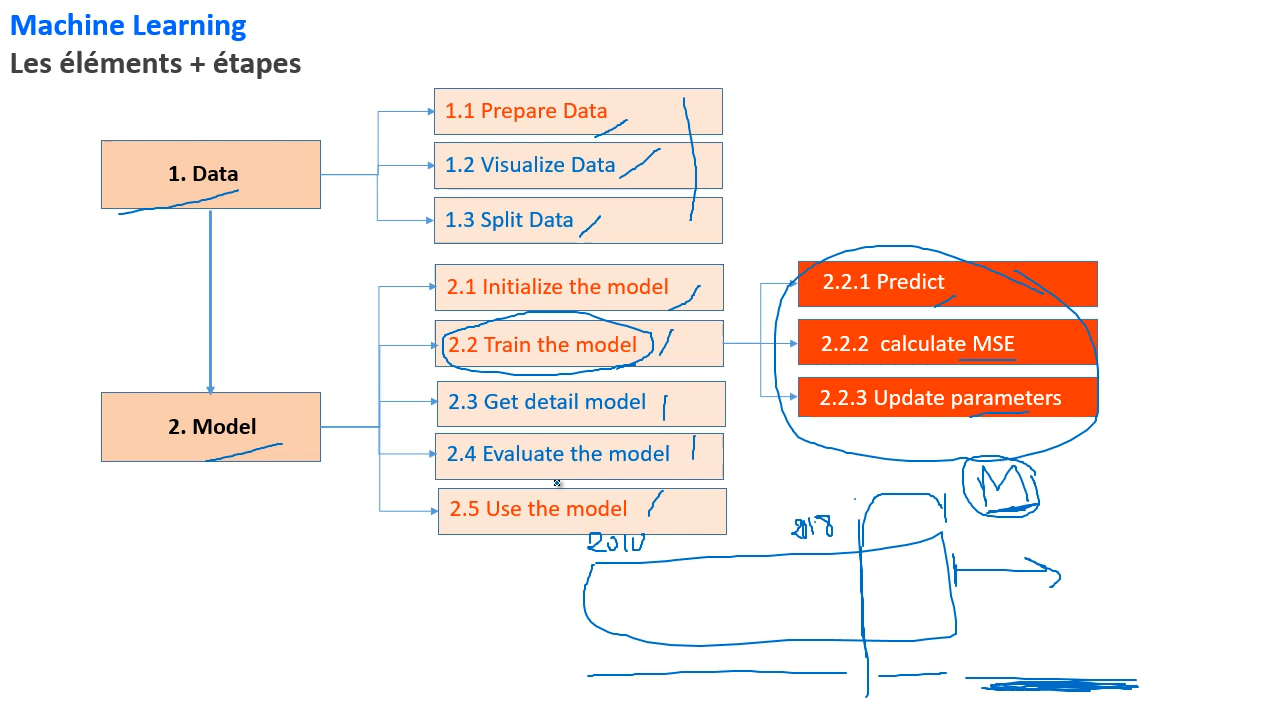 Machine Learning
Les éléments + étapes
1. Data
1.1 Prepare Data
1.2 Visualize Data
1.3 Split Data
2. Model
2.1 Initialize the model
2.2 Train the model
2.3 Get detail model
2.4 Evaluate the model
2.5 Use the model
2.2.1 Predict
2.2.2 calculate MSE
2.2.3 Update parameters
M
2018
2010